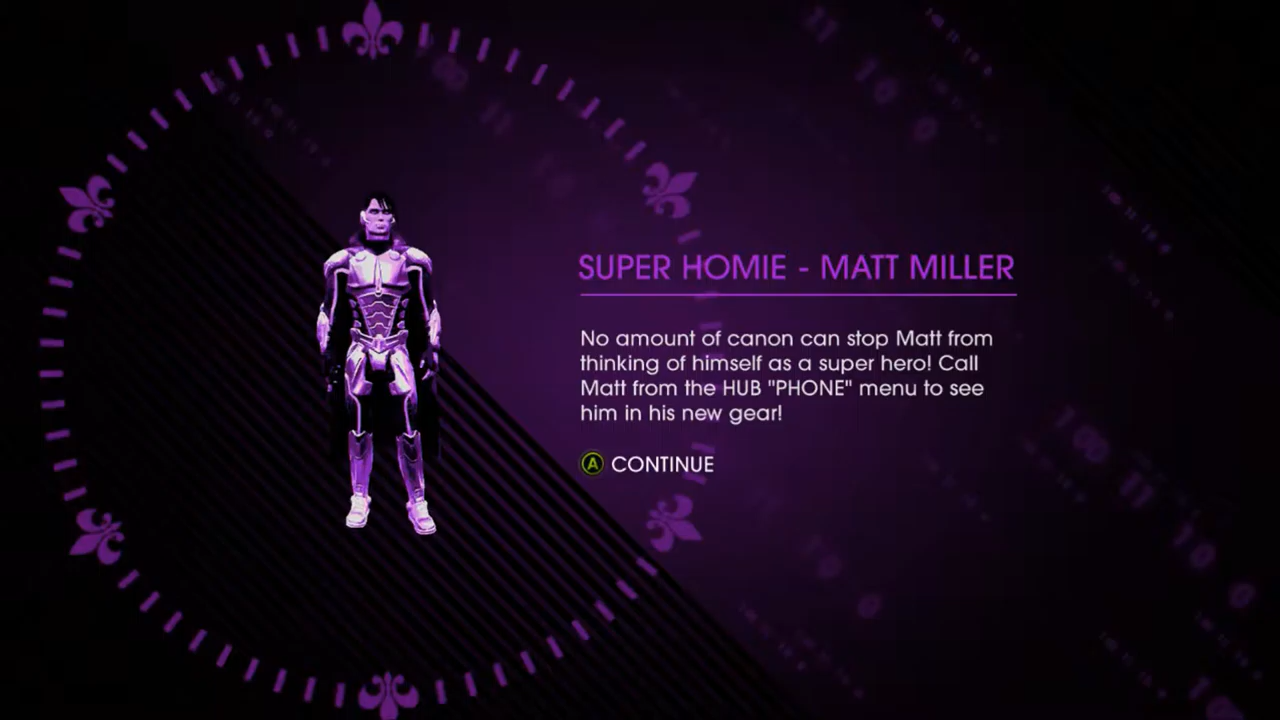 SUPER HOMIE - MATT MILLER
No amount of canon can stop Matt from
thinking of himself as a super hero! Call
Matt from the HUB "PHONE" menu to see
him in his new gear!
A CONTINUE